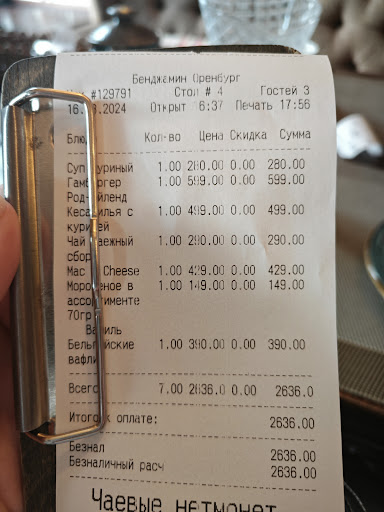 Бенджамин Оренбург
#129791 Стол # 4 Гостей 3
Открыт 16:37 Печать 17:56
Кол-во Цена Скидка Сумма
Суп куриный 1.00 280.00 0.00 280.00
Гамбургер 1.00 599.00 0.00 599.00
Род-Айленд
Кесадилья с 1.00 499.00 0.00 499.00
курицей
Чай таежный 1.00 290.00 0.00 290.00
сбор
Mac Cheese 1.00 429.00 0.00 429.00
Мороженое в 1.00 149.00 0.00 149.00
ассортименте
70гр
Ваниль
Бельгийские 1.00 390.00 0.00 390.00
вафли
Всего 7.00 2636.0 0.00 2636.0
Итого к оплате: 2636.00
Безнал 2636.00
Безналичный расч 2636.00
Чаевые нетмонет